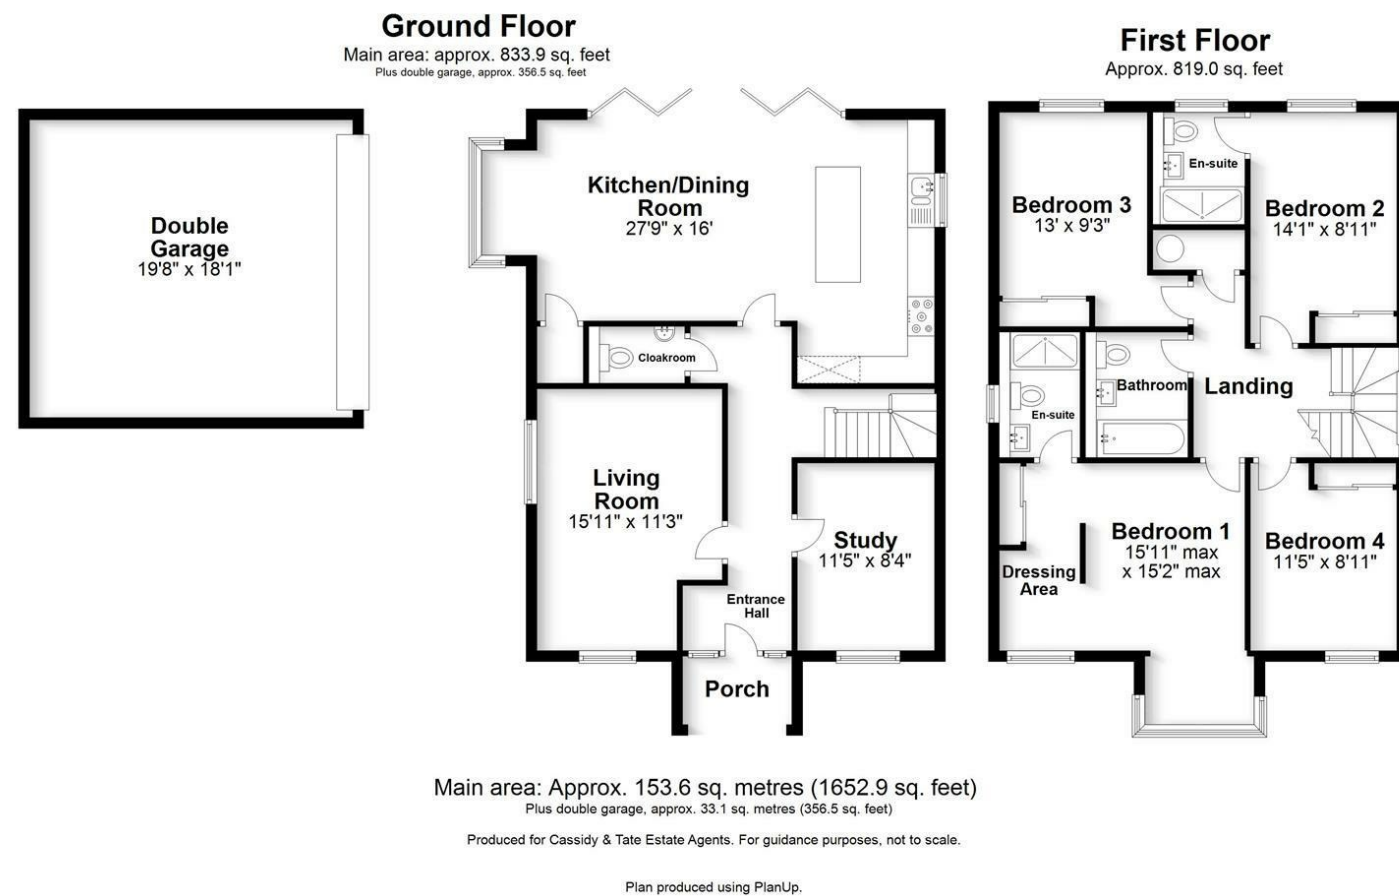 Ground Floor
Main area: approx. 833.9 sq. feet
Plus double garage, approx. 356.5 sq. feet
First Floor
Approx. 819.0 sq. feet
Double
Garage
19'8" x 18'1"
Kitchen/Dining
Room
27'9" x 16'
Cloakroom
Living
Room
15'11" x 11'3"
Study
11'5" x 8'4"
Entrance
Hall
Porch
Bedroom 3
13' x 9'3"
En-suite
Bedroom 2
14'1" x 8'11"
En-suite
Bathroom
Landing
Dressing
Area
Bedroom 1
15'11" max
x 15'2" max
Bedroom 4
11'5" x 8'11"
Main area: Approx. 153.6 sq. metres (1652.9 sq. feet)
Plus double garage, approx. 33.1 sq. metres (356.5 sq. feet)
Produced for Cassidy & Tate Estate Agents. For guidance purposes, not to scale.
Plan produced using PlanUp.